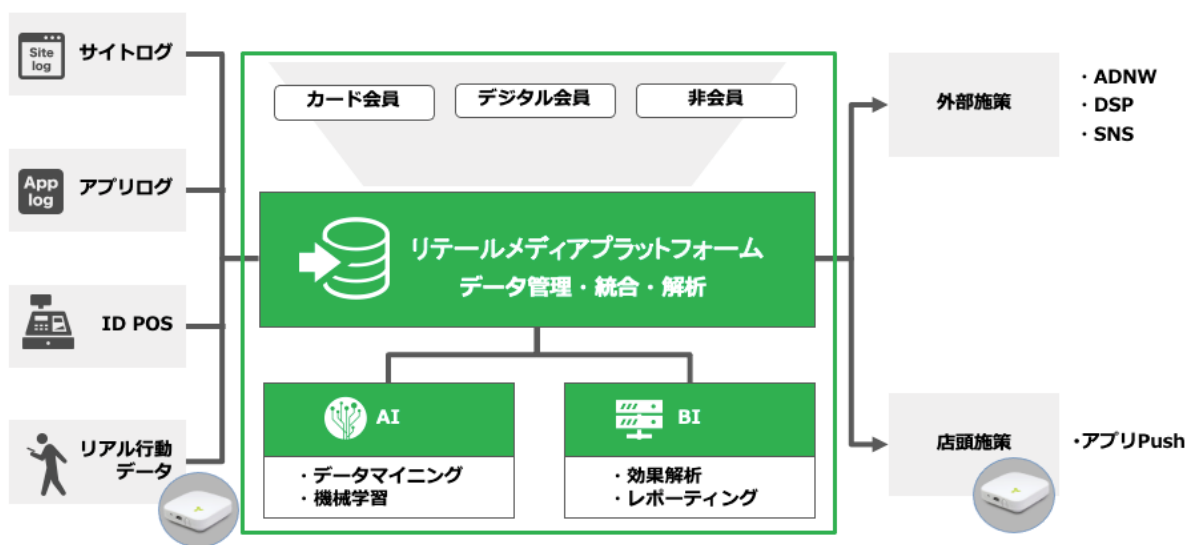 Site
log
サイトログ
App
log
アプリログ
ID POS
リアル行動
データ
カード会員
デジタル会員
非会員
リテールメディアプラットフォーム
データ管理・統合・解析
AI
・データマイニング
・機械学習
BI
・効果解析
・レポーティング
外部施策
・ADNW
・DSP
・SNS
店頭施策
・アプリPush